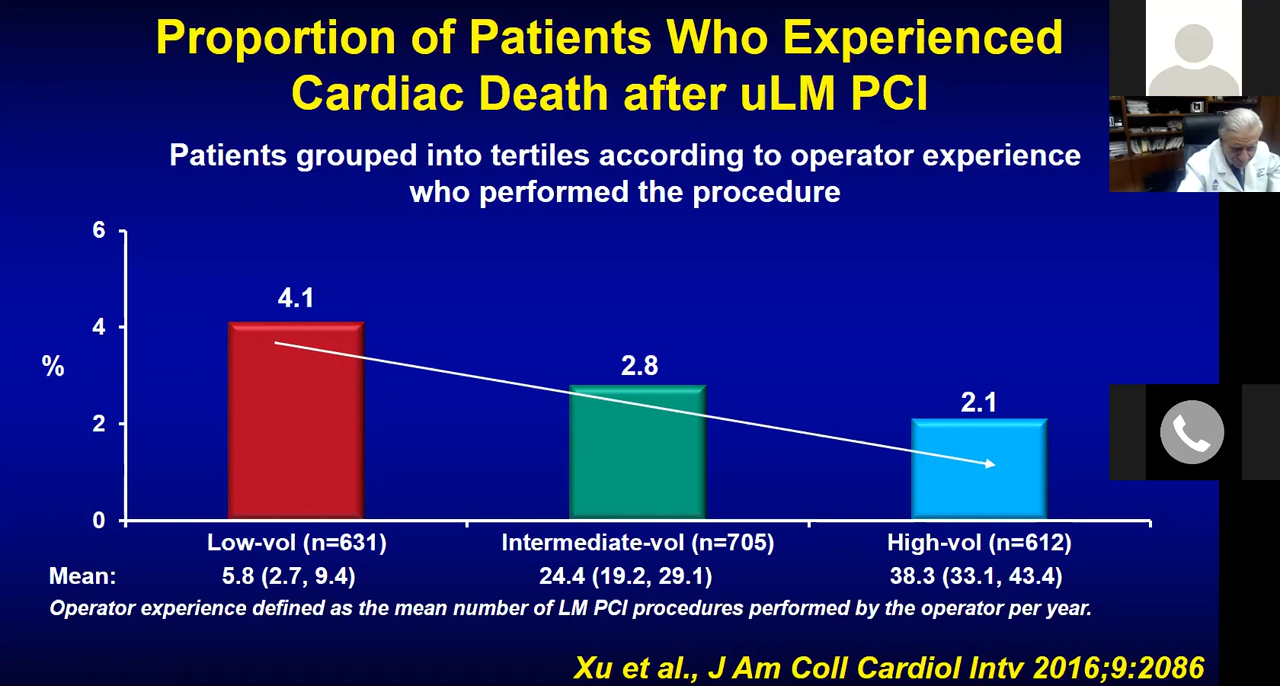 Proportion of Patients Who Experienced
Cardiac Death after uLM PCI
Patients grouped into tertiles according to operator experience
who performed the procedure
6
4
2
0
%
4.1
2.8
2.1
Low-vol (n=631) Intermediate-vol (n=705) High-vol (n=612)
Mean: 5.8 (2.7, 9.4) 24.4 (19.2, 29.1) 38.3 (33.1, 43.4)
Operator experience defined as the mean number of LM PCI procedures performed by the operator per year.
Xu et al., J Am Coll Cardiol Intv 2016;9:2086